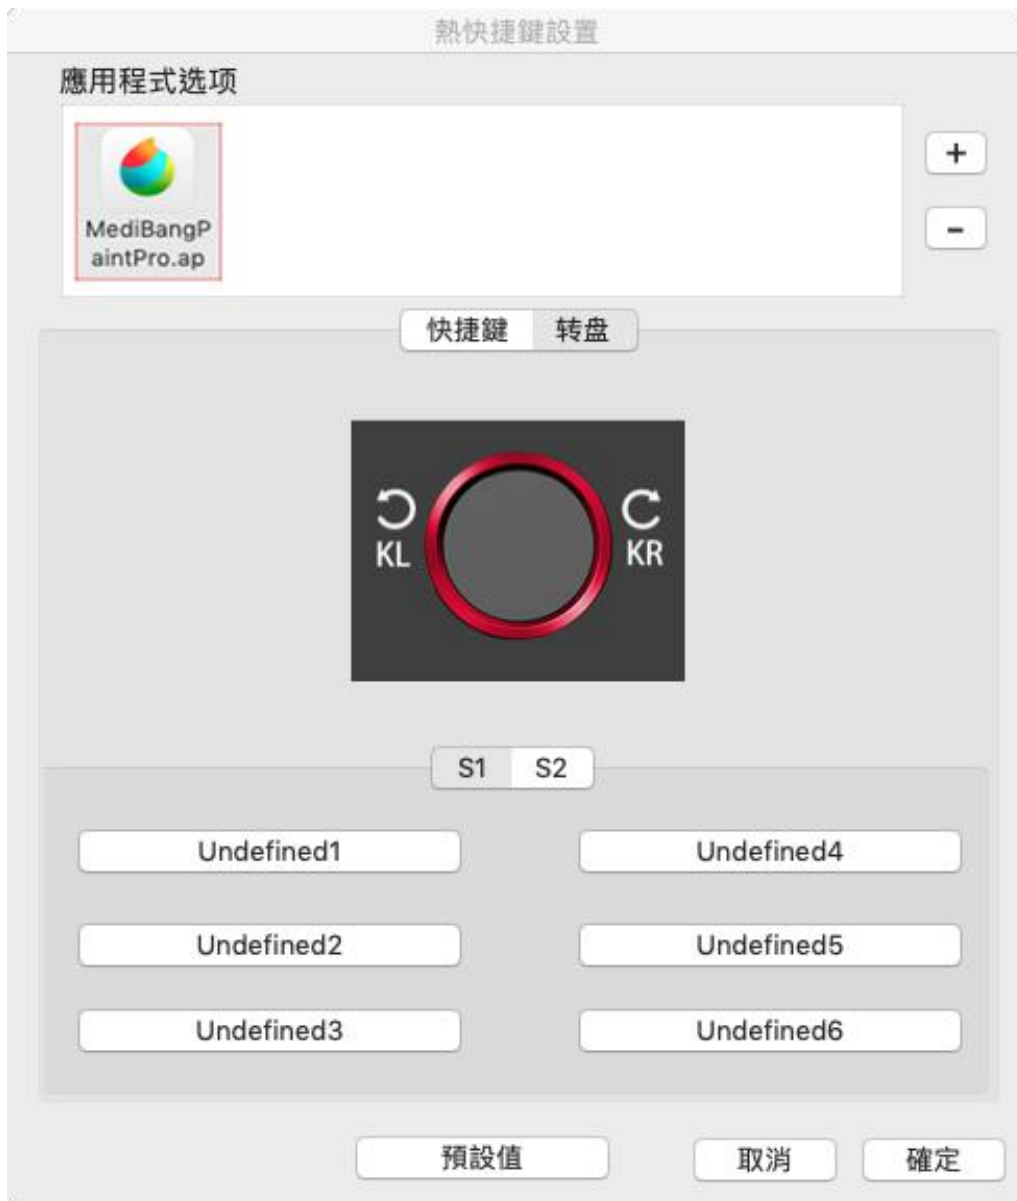 熱快捷鍵設置
應用程式选项
MediBangP
aintPro.ap
+
-
快捷鍵 转盘
KL KR
S1 S2
Undefined1 Undefined4
Undefined2 Undefined5
Undefined3 Undefined6
預設值 取消 確定